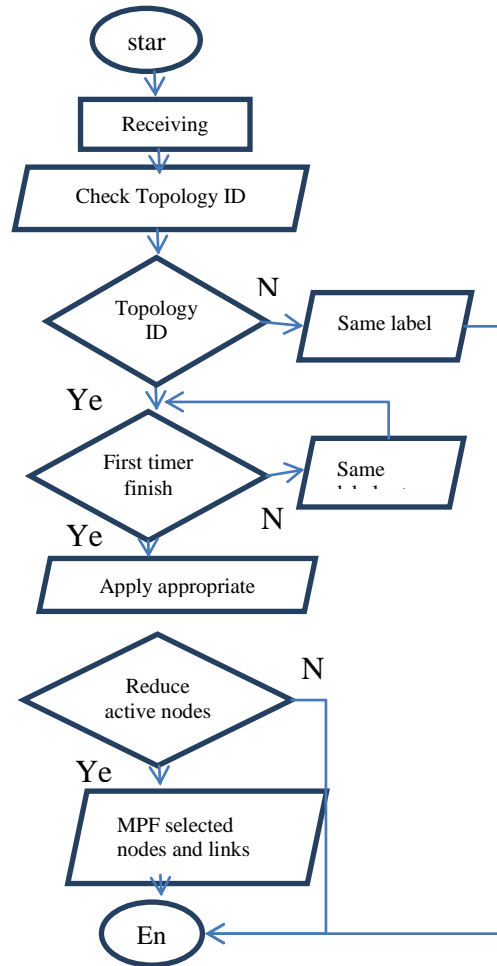 star
Receiving
Check Topology ID
Topology
ID
N
Same label
Ye
First timer
finish
Same
N
Ye
Apply appropriate
Reduce
active nodes
N
Ye
MPF selected
nodes and links
En